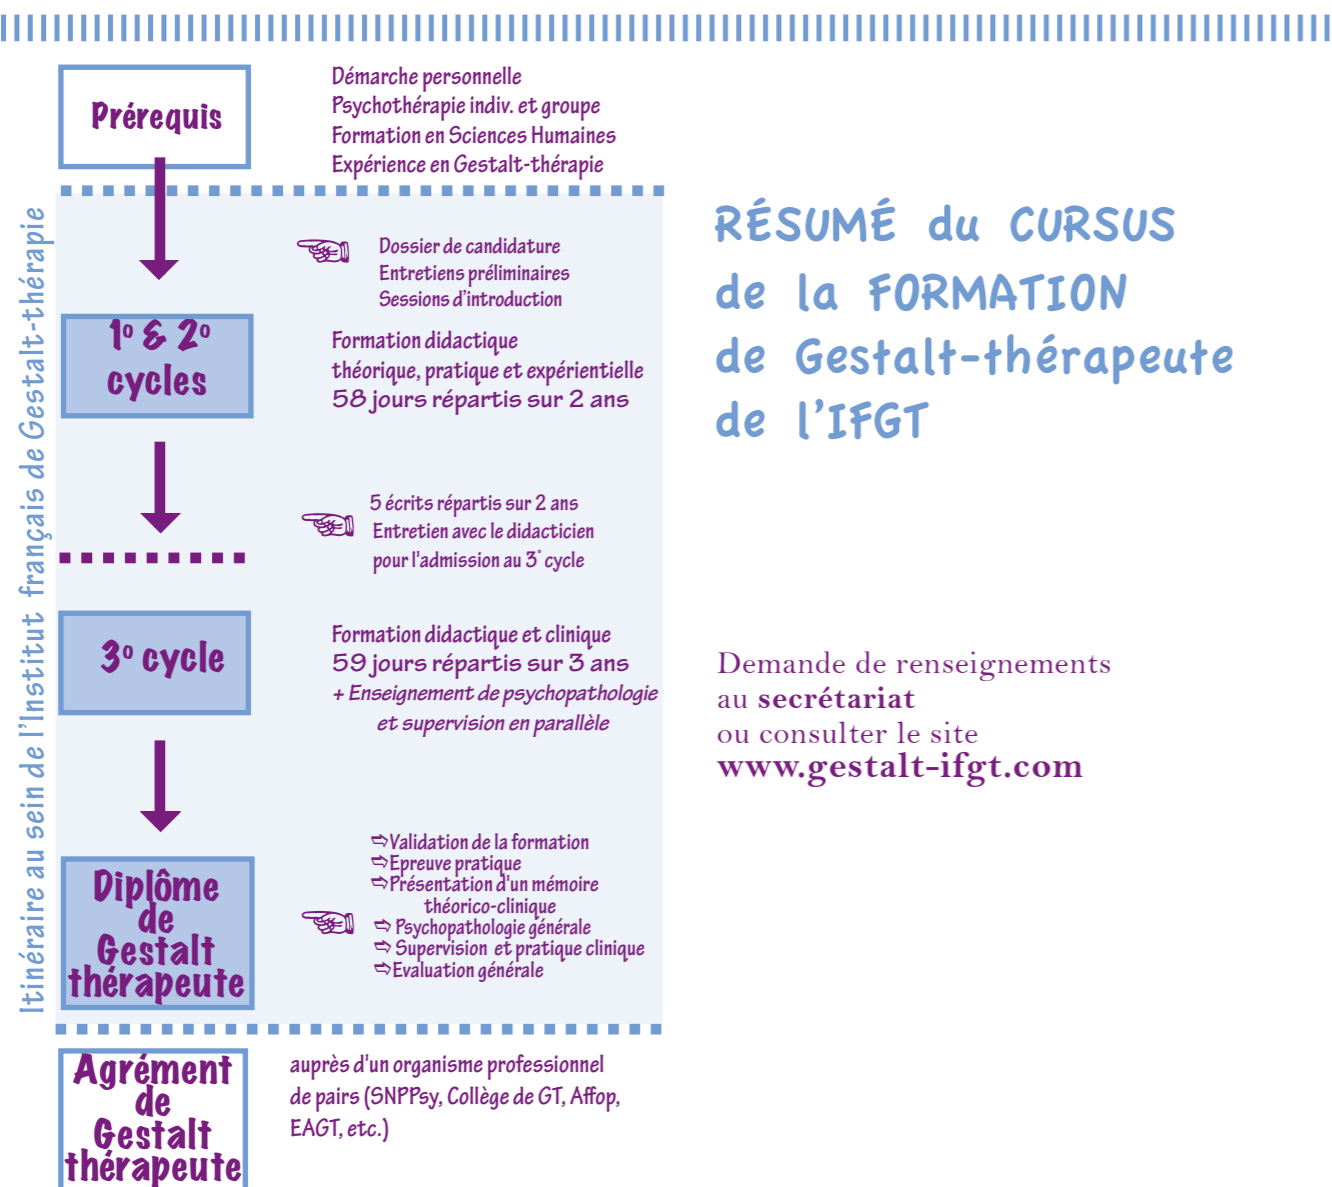 Prérequis
Démarche personnelle
Psychothérapie indiv. et groupe
Formation en Sciences Humaines
Expérience en Gestalt-thérapie
Itinéraire au sein de l'Institut français de Gestalt-thérapie
Dossier de candidature
Entretiens préliminaires
Sessions d'introduction
1º & 2º
cycles
Formation didactique
théorique, pratique et expérientielle
58 jours répartis sur 2 ans
5 écrits répartis sur 2 ans
Entretien avec le didacticien
pour l'admission au 3° cycle
3º cycle
Formation didactique et clinique
59 jours répartis sur 3 ans
+ Enseignement de psychopathologie
et supervision en parallèle
Diplôme
de
Gestalt
thérapeute
⇨Validation de la formation
⇨Epreuve pratique
⇨Présentation d'un mémoire
théorico-clinique
⇨ Psychopathologie générale
⇨ Supervision et pratique clinique
⇨Evaluation générale
Agrément
de
Gestalt
thérapeute
auprès d'un organisme professionnel
de pairs (SNPPsy, Collège de GT, Affop,
EAGT, etc.)
RÉSUMÉ du CURSUS
de la FORMATION
de Gestalt-thérapeute
de l'IFGT
Demande de renseignements
au secrétariat
ou consulter le site
www.gestalt-ifgt.com